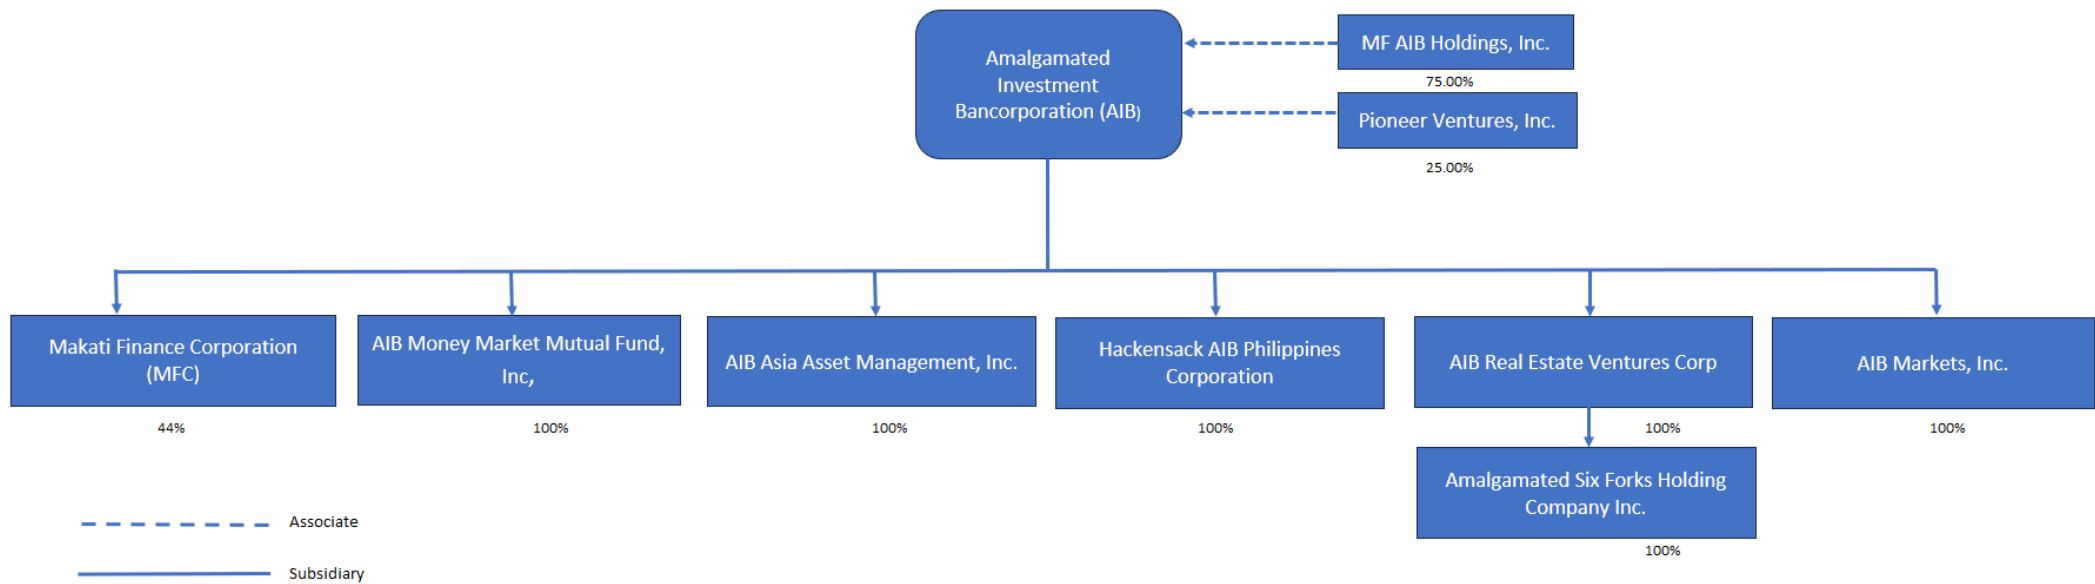 Amalgamated
Investment
Bancorporation (AIB)
MF AIB Holdings, Inc.
75.00%
Pioneer Ventures, Inc.
25.00%
Makati Finance Corporation
(MFC)
44%
AIB Money Market Mutual Fund,
Inc,
100%
AIB Asia Asset Management, Inc.
100%
Hackensack AIB Philippines
Corporation
100%
AIB Real Estate Ventures Corp
100%
AIB Markets, Inc.
100%
Amalgamated Six Forks Holding
Company Inc.
100%
Associate
Subsidiary